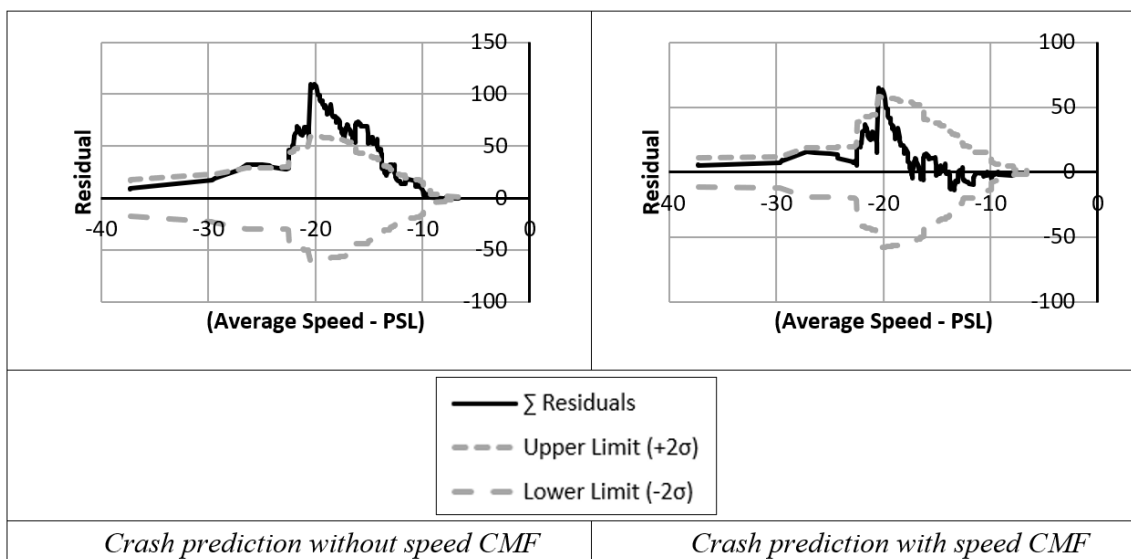 150
100
50
0
-50
-100
-40
-30
-20
-10
0
Residual
(Average Speed - PSL)
100
50
0
-50
-100
-40
-30
-20
-10
0
Residual
(Average Speed - PSL)
∑ Residuals
Upper Limit (+2σ)
Lower Limit (-2σ)
Crash prediction without speed CMF
Crash prediction with speed CMF